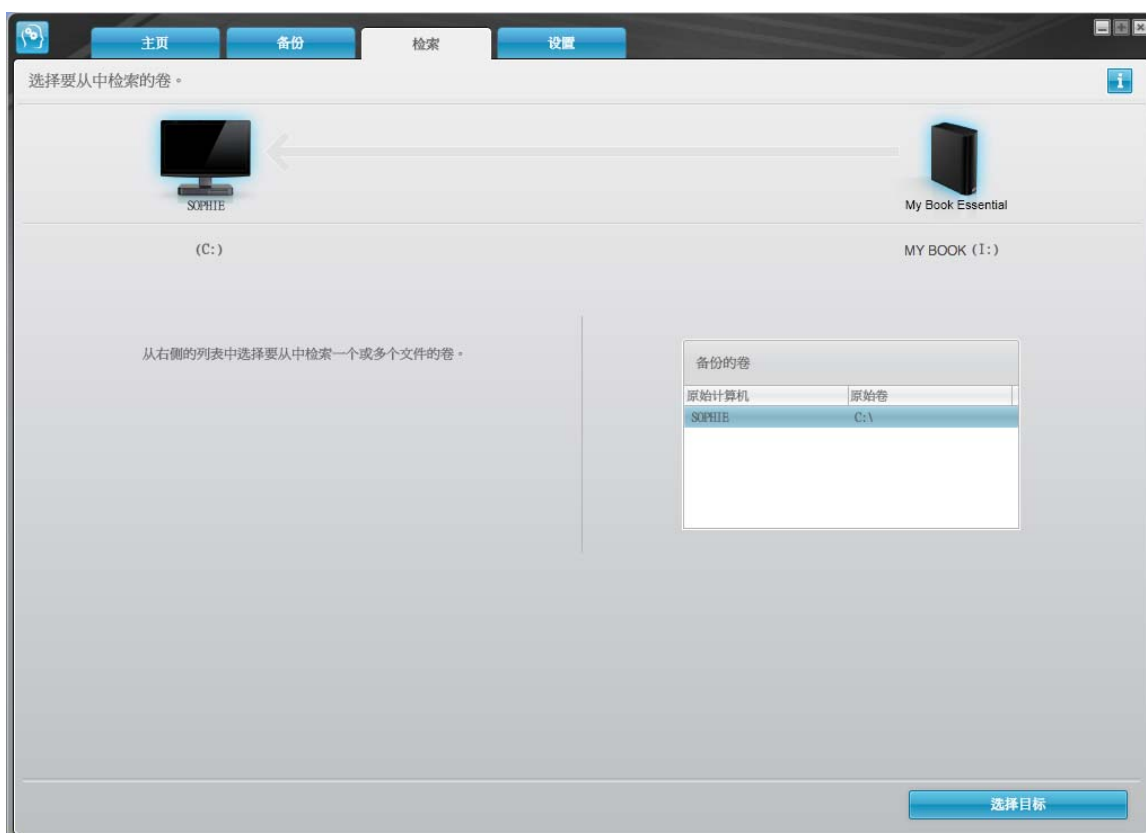 主页 备份 检索 设置
选择要从中检索的卷。
SOPHIE My Book Essential
(C:) MY BOOK (I:)
从右侧的列表中选择要从中检索一个或多个文件的卷。
备份的卷
原始计算机 原始卷
SOPHIE C:\
选择目标